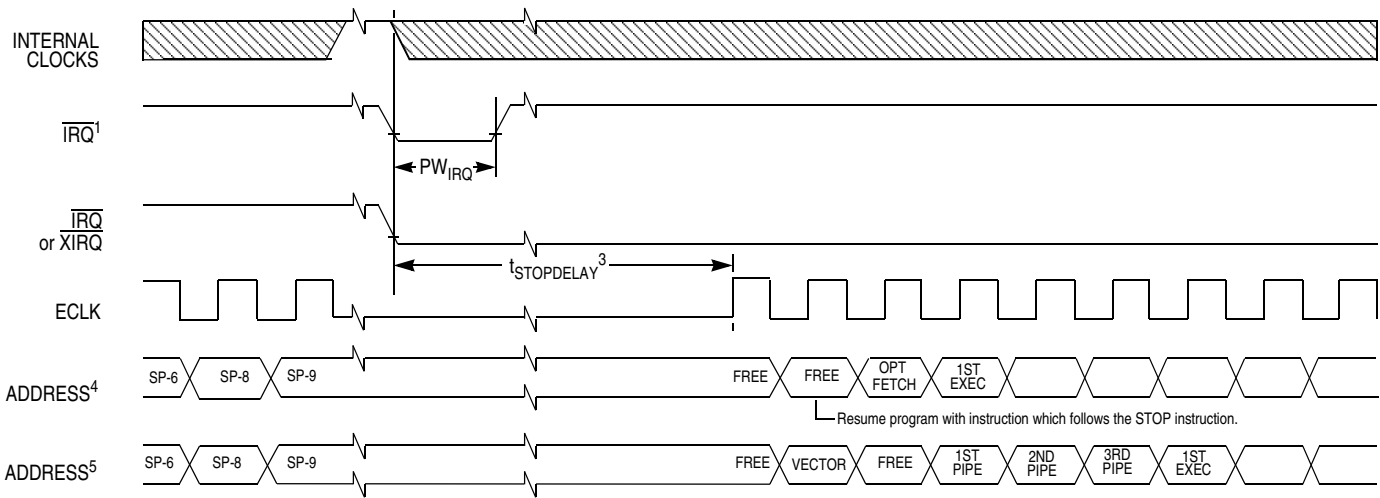 INTERNAL
CLOCKS
IRQ1
PWIRQ
IRQ
or XIRQ
tSTOPDELAY3
ECLK
ADDRESS4
SP-6 SP-8 SP-9 FREE FREE OPT FETCH 1ST EXEC
Resume program with instruction which follows the STOP instruction.
ADDRESS5
SP-6 SP-8 SP-9 FREE VECTOR FREE 1ST PIPE 2ND PIPE 3RD PIPE 1ST EXEC